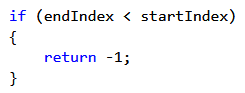 if (endIndex < startIndex)
{
    return -1;
}